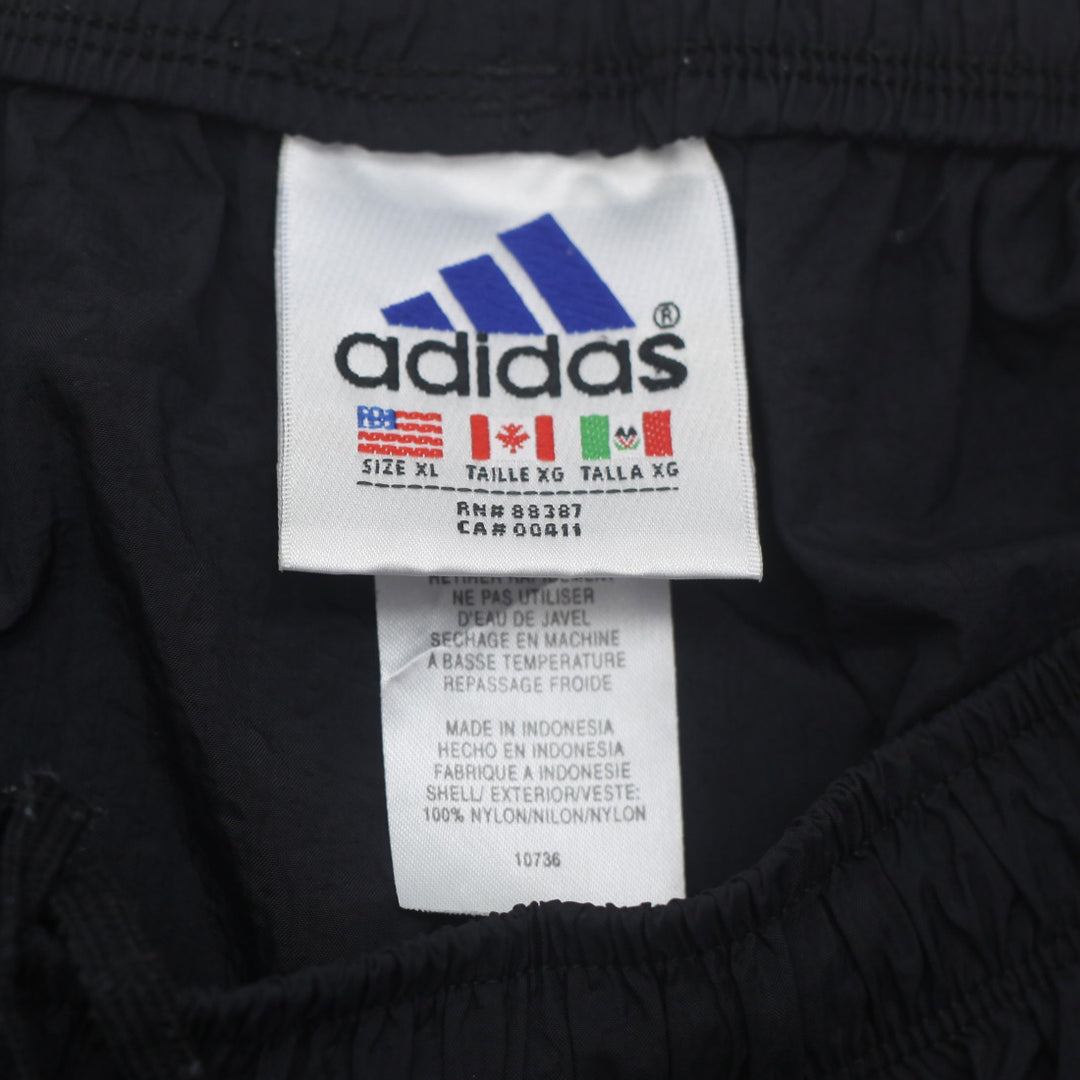 adidas®
SIZE XL TAILLE XG TALLA XG
RN# 88387
CA# 00411
RETIRER RAPIDEMENT
NE PAS UTILISER
D'EAU DE JAVEL
SECHAGE EN MACHINE
A BASSE TEMPERATURE
REPASSAGE FROIDE
MADE IN INDONESIA
HECHO EN INDONESIA
FABRIQUE A INDONESIE
SHELL/ EXTERIOR/VESTE:
100% NYLON/NILON/NYLON
10736